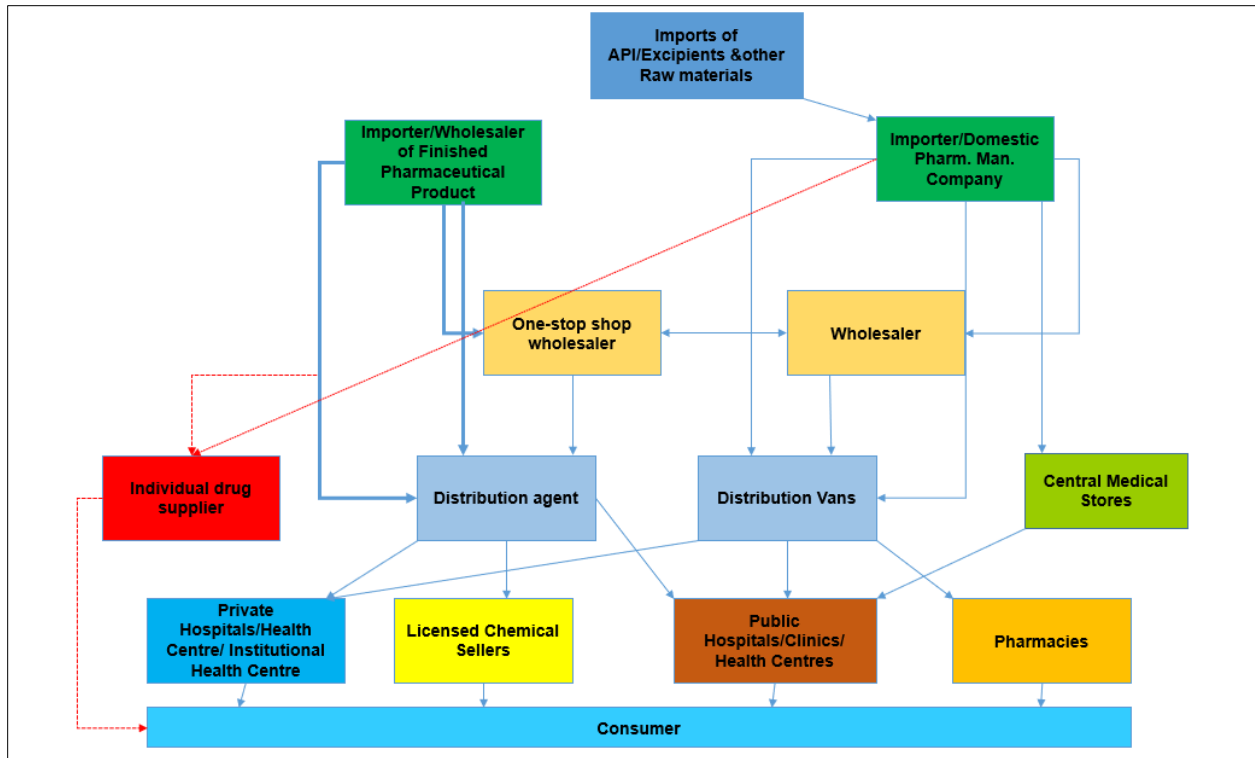 Imports of
API/Excipients &other
Raw materials
Importer/Wholesaler
of Finished
Pharmaceutical
Product
Importer/Domestic
Pharm. Man.
Company
One-stop shop
wholesaler
Wholesaler
Individual drug
supplier
Distribution agent
Distribution Vans
Central Medical
Stores
Private
Hospitals/Health
Centre/ Institutional
Health Centre
Licensed Chemical
Sellers
Public
Hospitals/Clinics/
Health Centres
Pharmacies
Consumer